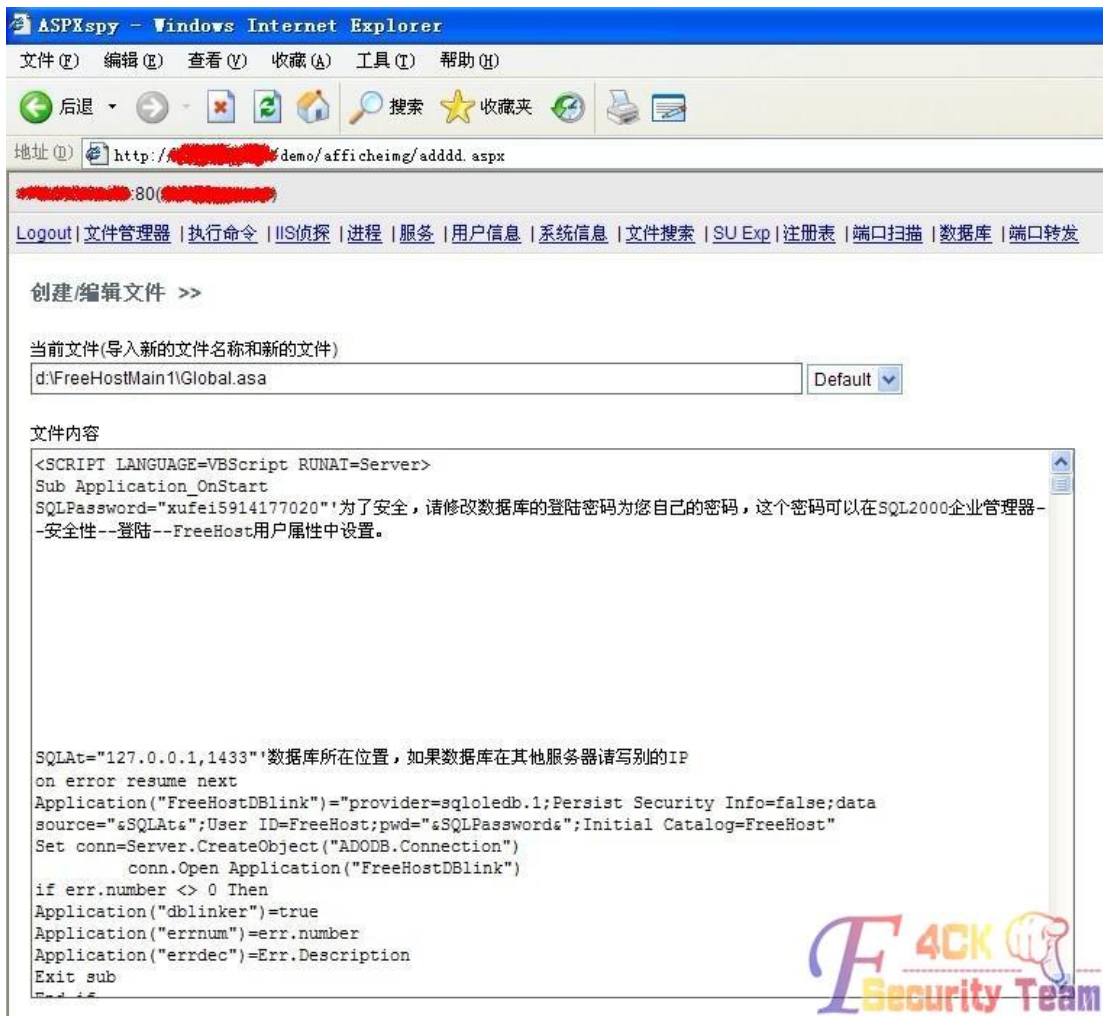 ASPXspy - Windows Internet Explorer
文件(F) 编辑(E) 查看(V) 收藏(A) 工具(T) 帮助(H)
后退 搜索 收藏夹
地址(D) http:// /demo/afficheimg/adddd.aspx
:80(
Logout | 文件管理器 | 执行命令 | IIS侦探 | 进程 | 服务 | 用户信息 | 系统信息 | 文件搜索 | SU Exp | 注册表 | 端口扫描 | 数据库 | 端口转发
创建/编辑文件 >>
当前文件(导入新的文件名称和新的文件)
d:\FreeHostMain1\Global.asa Default
文件内容
<SCRIPT LANGUAGE=VBScript RUNAT=Server>
Sub Application_OnStart
SQLPassword="xufei5914177020"'为了安全，请修改数据库的登陆密码为您自己的密码，这个密码可以在SQL2000企业管理器-
-安全性--登陆--FreeHost用户属性中设置。
SQLAt="127.0.0.1,1433"'数据库所在位置，如果数据库在其他服务器请写别的IP
on error resume next
Application("FreeHostDBlink")="provider=sqloledb.1;Persist Security Info=false;data
source="&SQLAt&";User ID=FreeHost;pwd="&SQLPassword&";Initial Catalog=FreeHost"
Set conn=Server.CreateObject("ADODB.Connection")
conn.Open Application("FreeHostDBlink")
if err.number <> 0 Then
Application("dblinker")=true
Application("errnum")=err.number
Application("errdec")=Err.Description
Exit sub
End if
F 4CK
Security Team